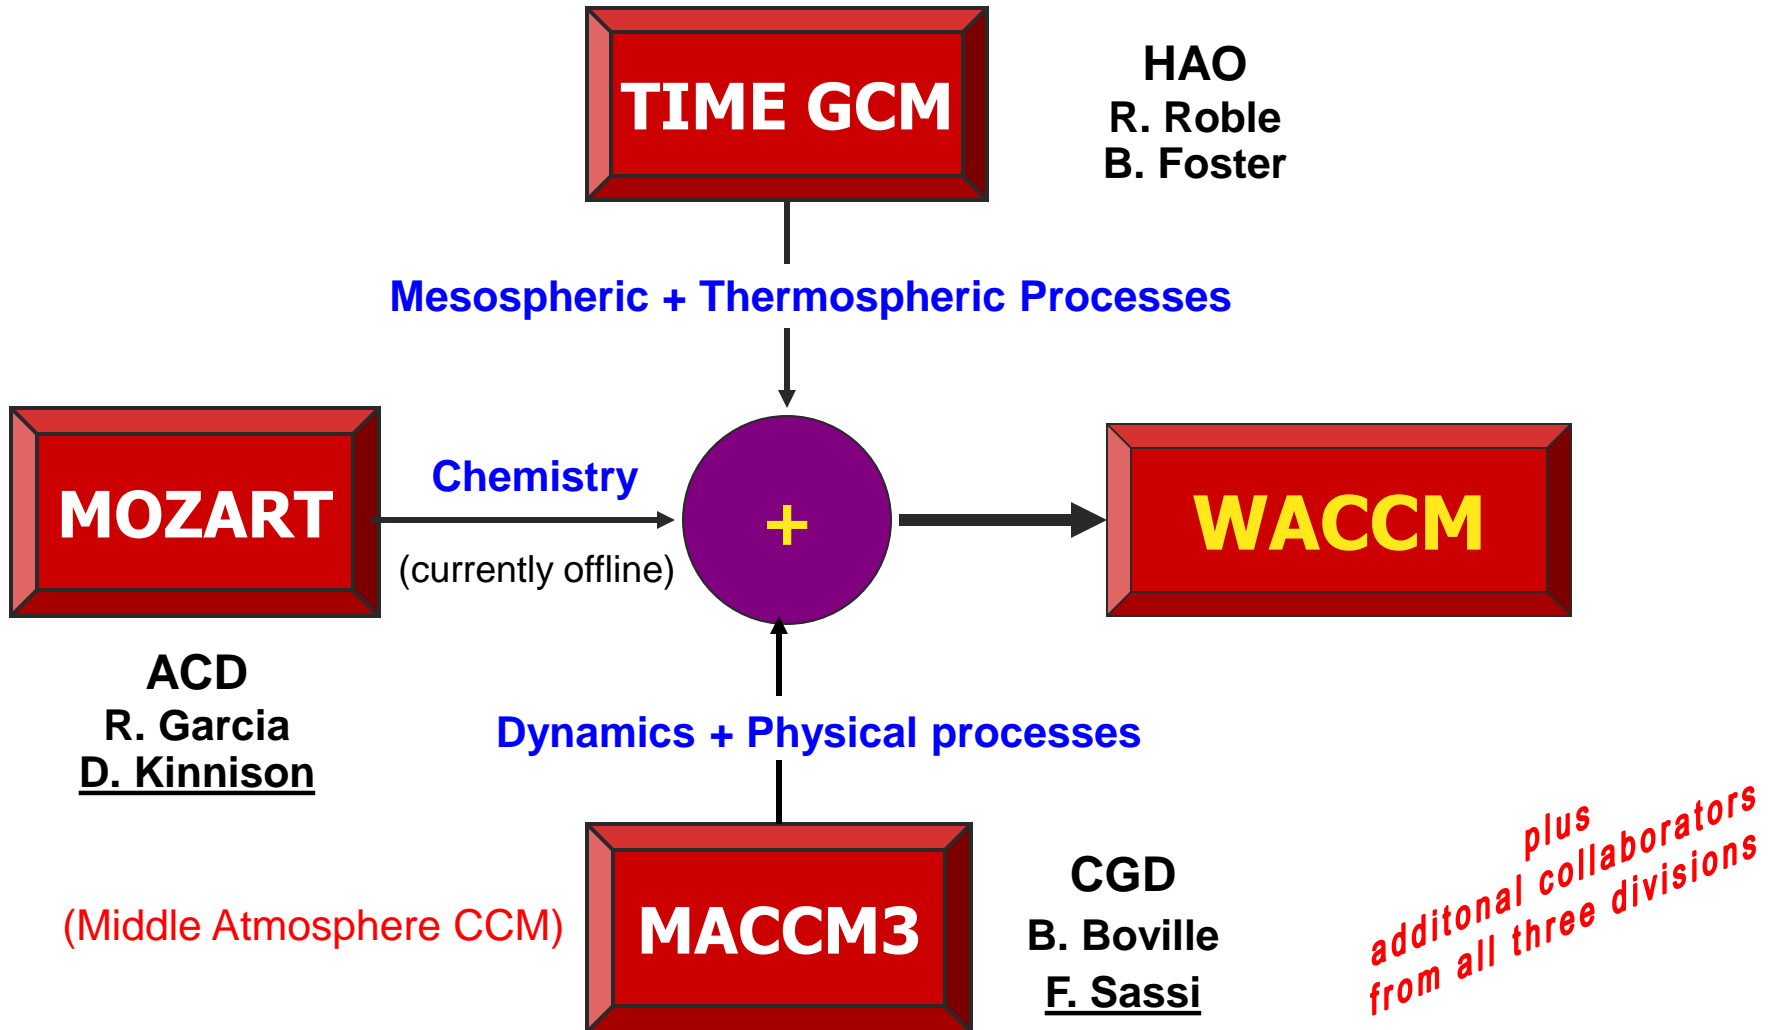 TIME GCM
HAO
R. Roble
B. Foster
Mesospheric + Thermospheric Processes
MOZART
Chemistry
(currently offline)
+
WACCM
ACD
R. Garcia
D. Kinnison
Dynamics + Physical processes
(Middle Atmosphere CCM)
MACCM3
CGD
B. Boville
F. Sassi
plus
additonal collaborators
from all three divisions